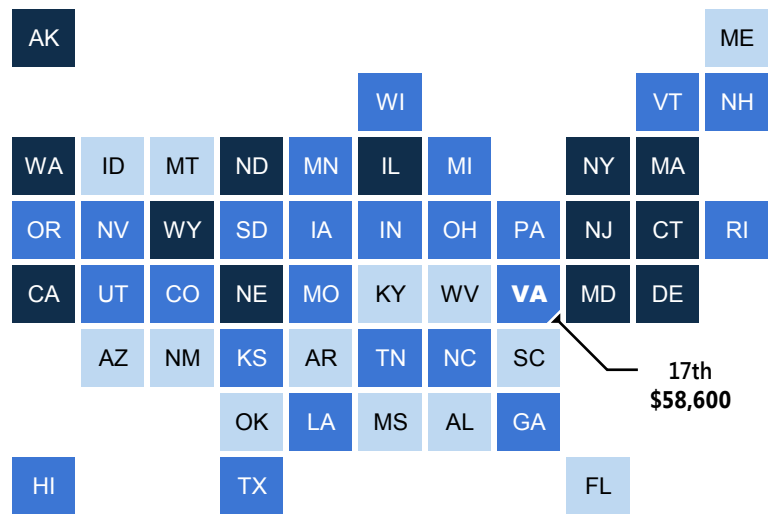 AK ME
WI VT NH
WA ID MT ND MN IL MI NY MA
OR NV WY SD IA IN OH PA NJ CT RI
CA UT CO NE MO KY WV VA MD DE
AZ NM KS AR TN NC SC
17th
$58,600
OK LA MS AL GA
HI TX FL